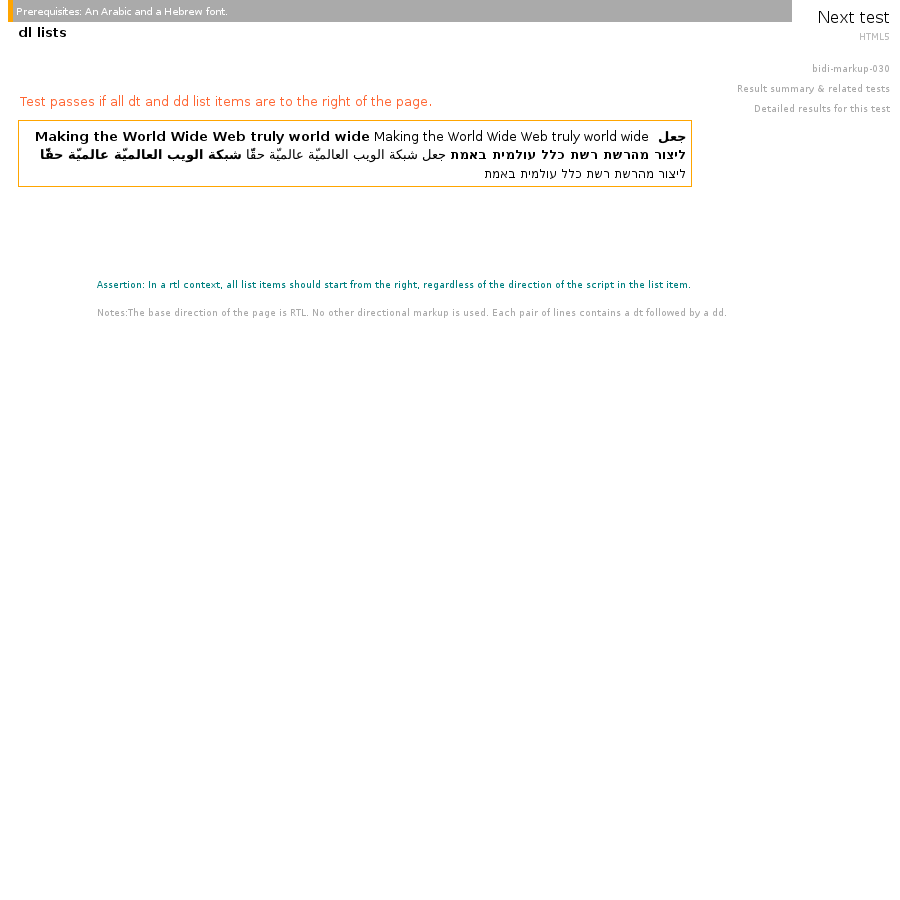 Prerequisites: An Arabic and a Hebrew font.
Next test
dl lists
HTML5
bidi-markup-030
Result summary & related tests
Detailed results for this test
Test passes if all dt and dd list items are to the right of the page.
Making the World Wide Web truly world wide Making the World Wide Web truly world wide جعل
ליצור מהרשת רשת כלל עולמית באמת جعل شبكة الويب العالميّة عالميّة حقًّا شبكة الويب العالميّة عالميّة حقًّا
ליצור מהרשת רשת כלל עולמית באמת
Assertion: In a rtl context, all list items should start from the right, regardless of the direction of the script in the list item.
Notes:The base direction of the page is RTL. No other directional markup is used. Each pair of lines contains a dt followed by a dd.